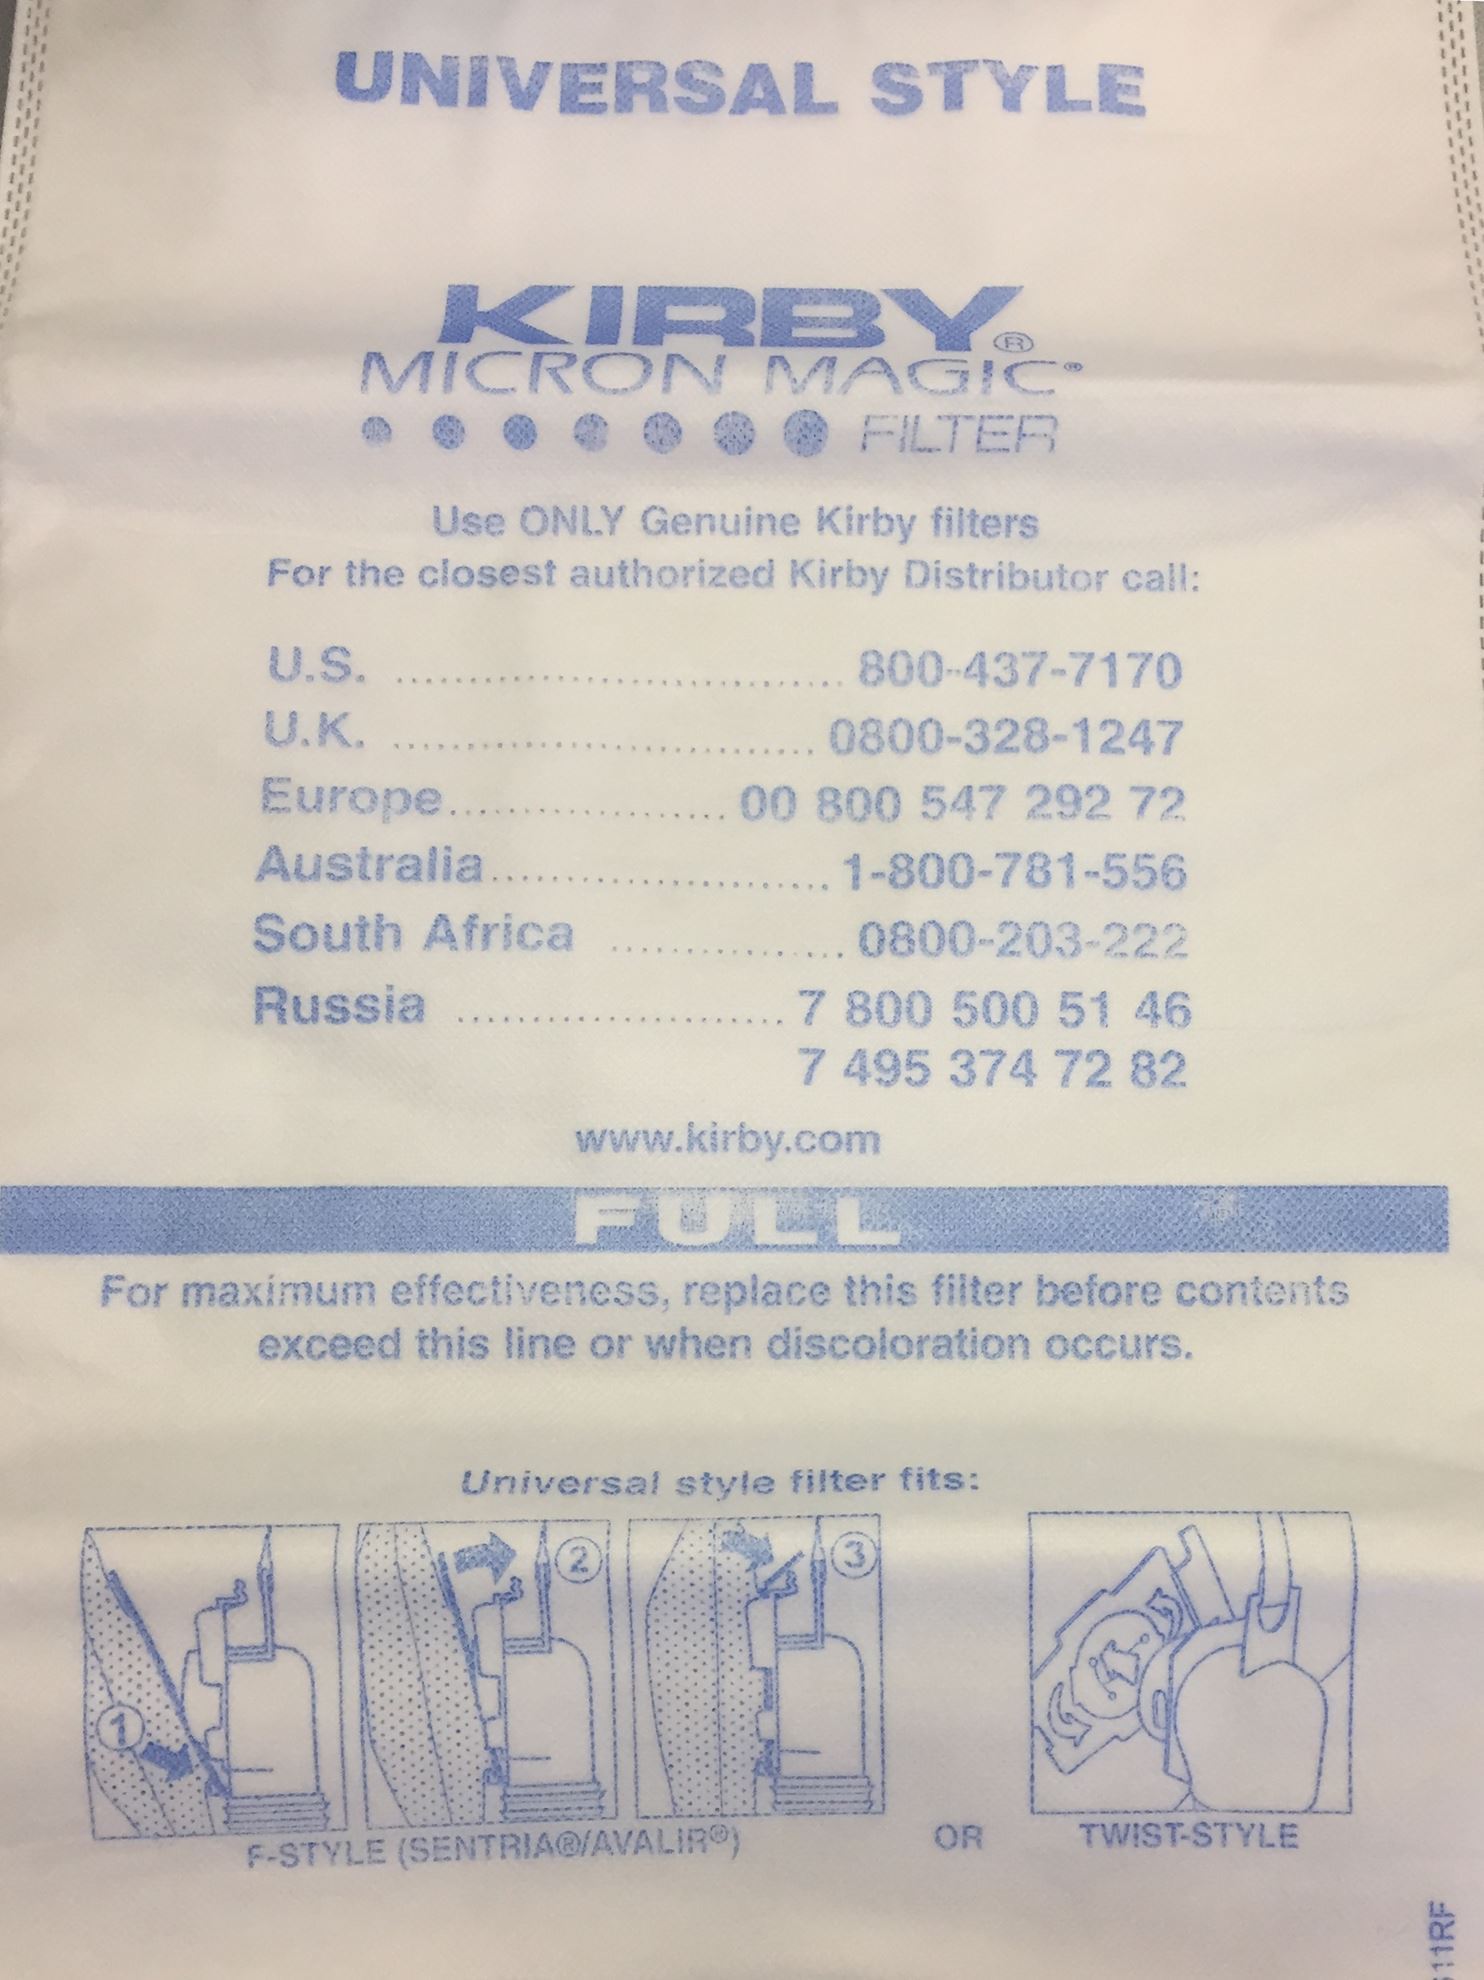 UNIVERSAL STYLE
KIRBY®
MICRON MAGIC®
FILTER
Use ONLY Genuine Kirby filters
For the closest authorized Kirby Distributor call:
U.S. .............................. 800-437-7170
U.K. ............................ 0800-328-1247
Europe................... 00 800 547 292 72
Australia....................... 1-800-781-556
South Africa ................ 0800-203-222
Russia ...................... 7 800 500 51 46
7 495 374 72 82
www.kirby.com
FULL
For maximum effectiveness, replace this filter before contents
exceed this line or when discoloration occurs.
Universal style filter fits:
1 2 3
F-STYLE (SENTRIA®/AVALIR®) OR TWIST-STYLE